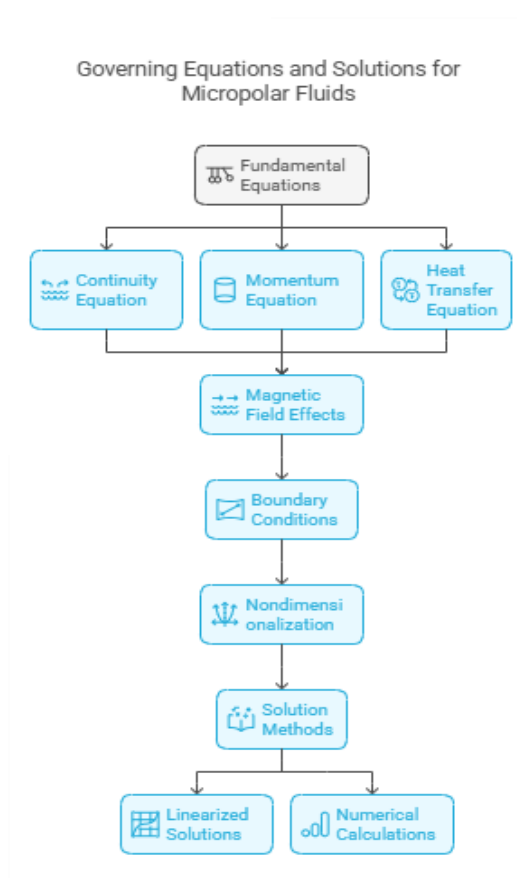 Governing Equations and Solutions for
Micropolar Fluids
Fundamental
Equations
Continuity
Equation
Momentum
Equation
Heat
Transfer
Equation
Magnetic
Field Effects
Boundary
Conditions
Nondimensi
onalization
Solution
Methods
Linearized
Solutions
Numerical
Calculations